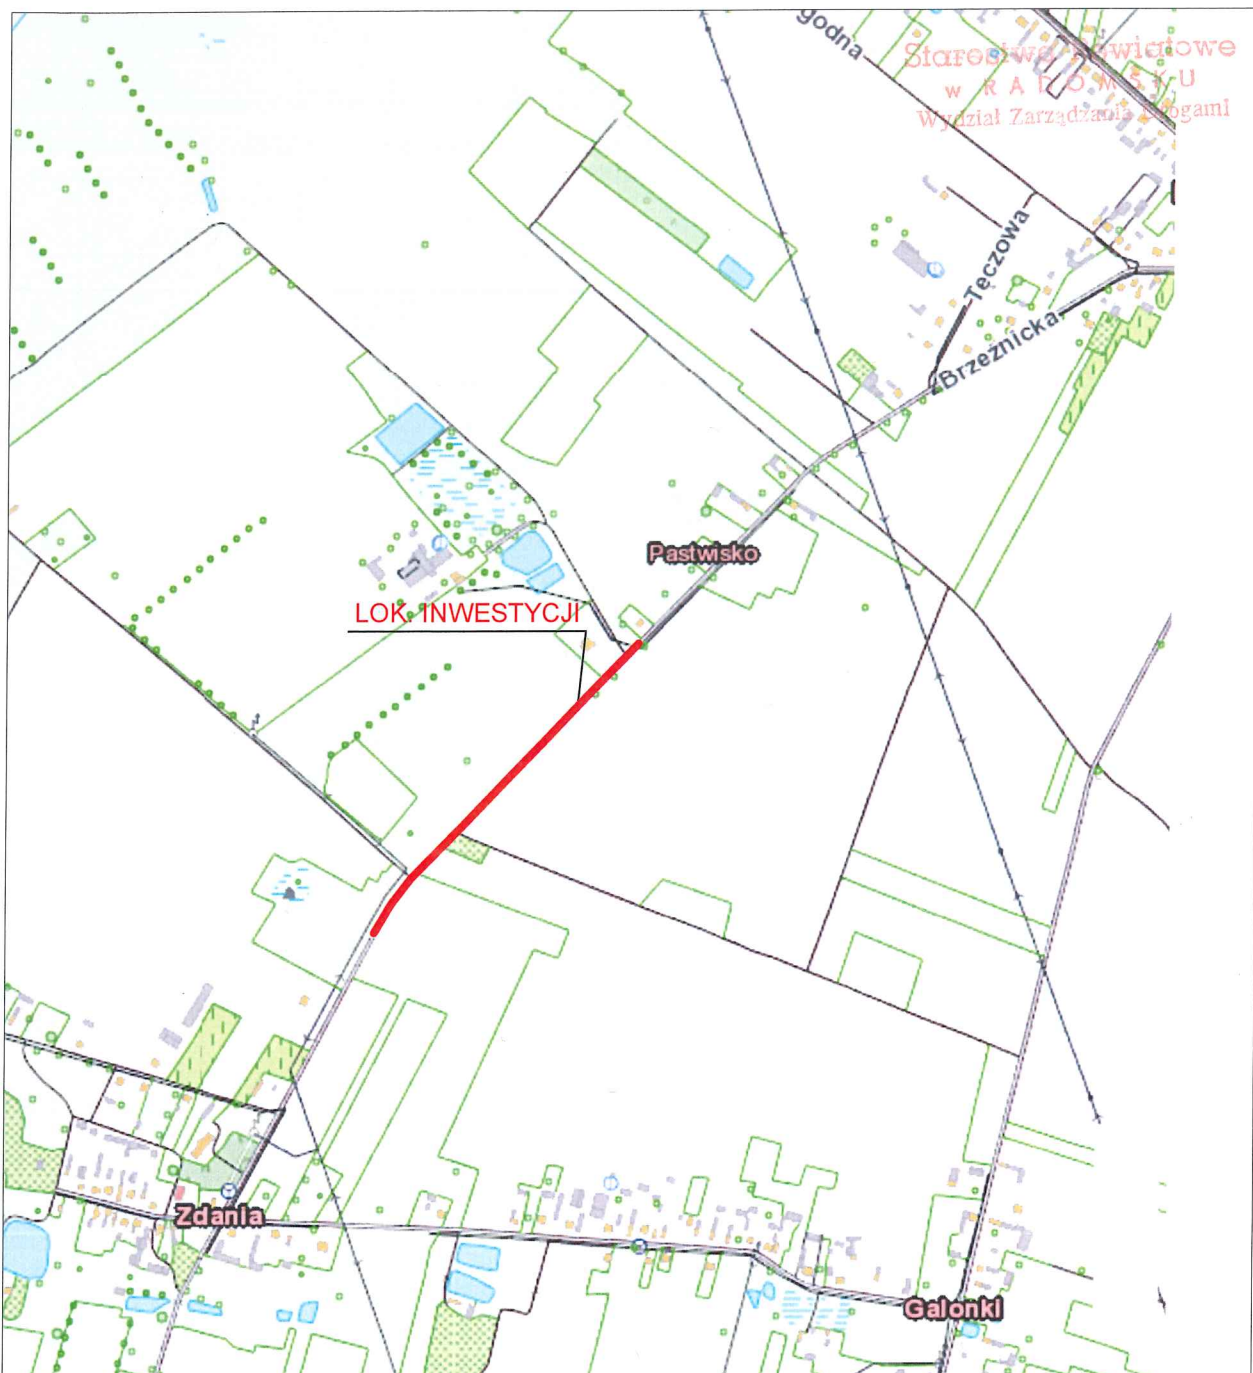 godna
Starostwo Powiatowe
w RADOMSKU
Wydział Zarządzania Drogami
Tęczowa
Brzeźnicka
Pastwisko
LOK. INWESTYCJI
Zdania
Galonki